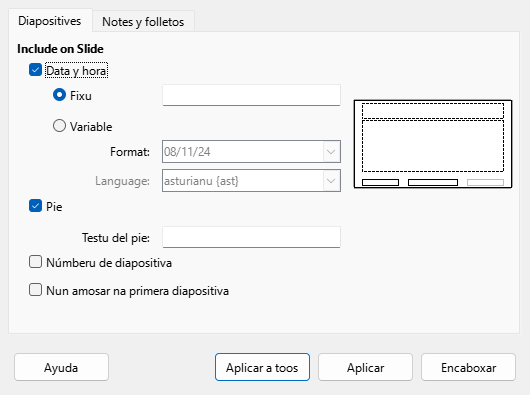 Diapositives
Notes y folletos
Include on Slide
Data y hora
Fixu
Variable
Format:
08/11/24
Language:
asturianu {ast}
Pie
Testu del pie:
Númberu de diapositiva
Nun amosar na primera diapositiva
Ayuda
Aplicar a toos
Aplicar
Encaboxar